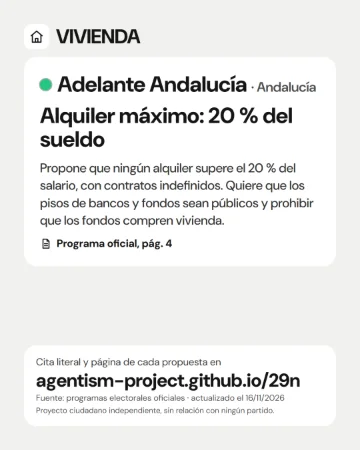 VIVIENDA
Adelante Andalucía · Andalucía
Alquiler máximo: 20 % del
sueldo
Propone que ningún alquiler supere el 20 % del
salario, con contratos indefinidos. Quiere que los
pisos de bancos y fondos sean públicos y prohibir
que los fondos compren vivienda.
Programa oficial, pág. 4
Cita literal y página de cada propuesta en
agentism-project.github.io/29n
Fuente: programas electorales oficiales · actualizado el 16/11/2026
Proyecto ciudadano independiente, sin relación con ningún partido.